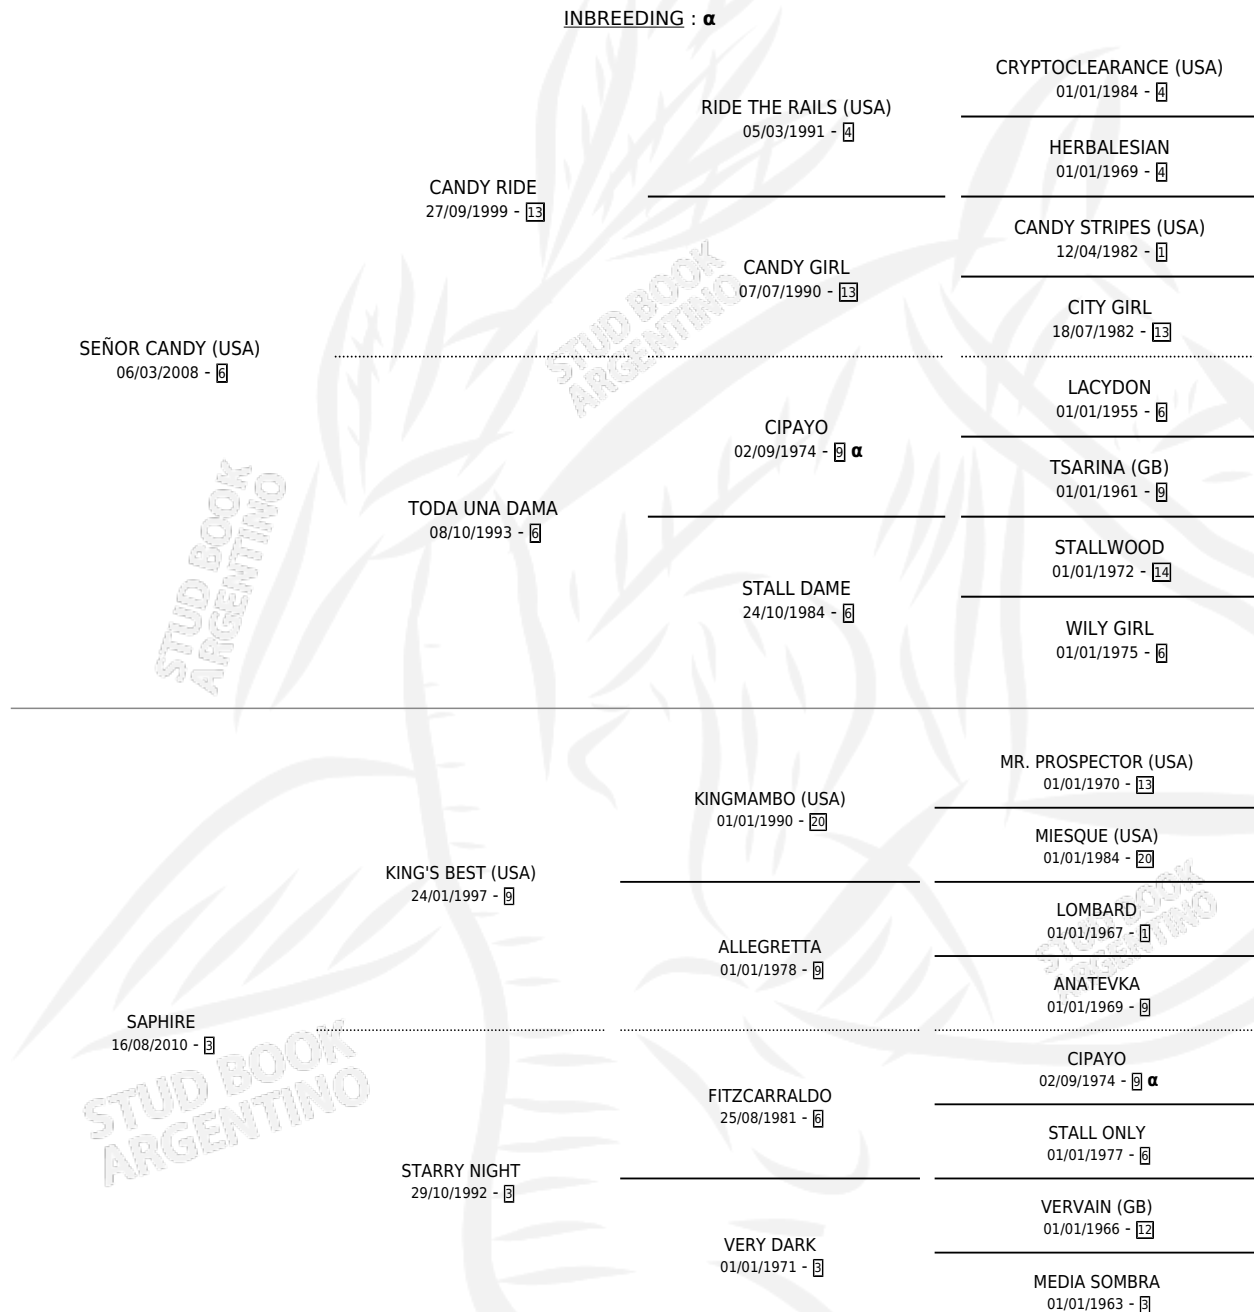 INBREEDING : α
CRYPTOCLEARANCE (USA)
01/01/1984 - 4
RIDE THE RAILS (USA)
05/03/1991 - 4
HERBALESIAN
01/01/1969 - 4
CANDY RIDE
27/09/1999 - 13
CANDY STRIPES (USA)
12/04/1982 - 1
CANDY GIRL
07/07/1990 - 13
CITY GIRL
18/07/1982 - 13
SEÑOR CANDY (USA)
06/03/2008 - 6
LACYDON
01/01/1955 - 6
CIPAYO
02/09/1974 - 9 α
TSARINA (GB)
01/01/1961 - 9
TODA UNA DAMA
08/10/1993 - 6
STALLWOOD
01/01/1972 - 14
STALL DAME
24/10/1984 - 6
WILY GIRL
01/01/1975 - 6
MR. PROSPECTOR (USA)
01/01/1970 - 13
KINGMAMBO (USA)
01/01/1990 - 20
MIESQUE (USA)
01/01/1984 - 20
KING'S BEST (USA)
24/01/1997 - 9
LOMBARD
01/01/1967 - 1
ALLEGRETTA
01/01/1978 - 9
ANATEVKA
01/01/1969 - 9
SAPHIRE
16/08/2010 - 3
CIPAYO
02/09/1974 - 9 α
FITZCARRALDO
25/08/1981 - 6
STALL ONLY
01/01/1977 - 6
STARRY NIGHT
29/10/1992 - 3
VERVAIN (GB)
01/01/1966 - 12
VERY DARK
01/01/1971 - 3
MEDIA SOMBRA
01/01/1963 - 3
STUD BOOK
ARGENTINO
STUD BOOK
ARGENTINO
STUD BOOK
ARGENTINO
STUD BOOK
ARGENTINO